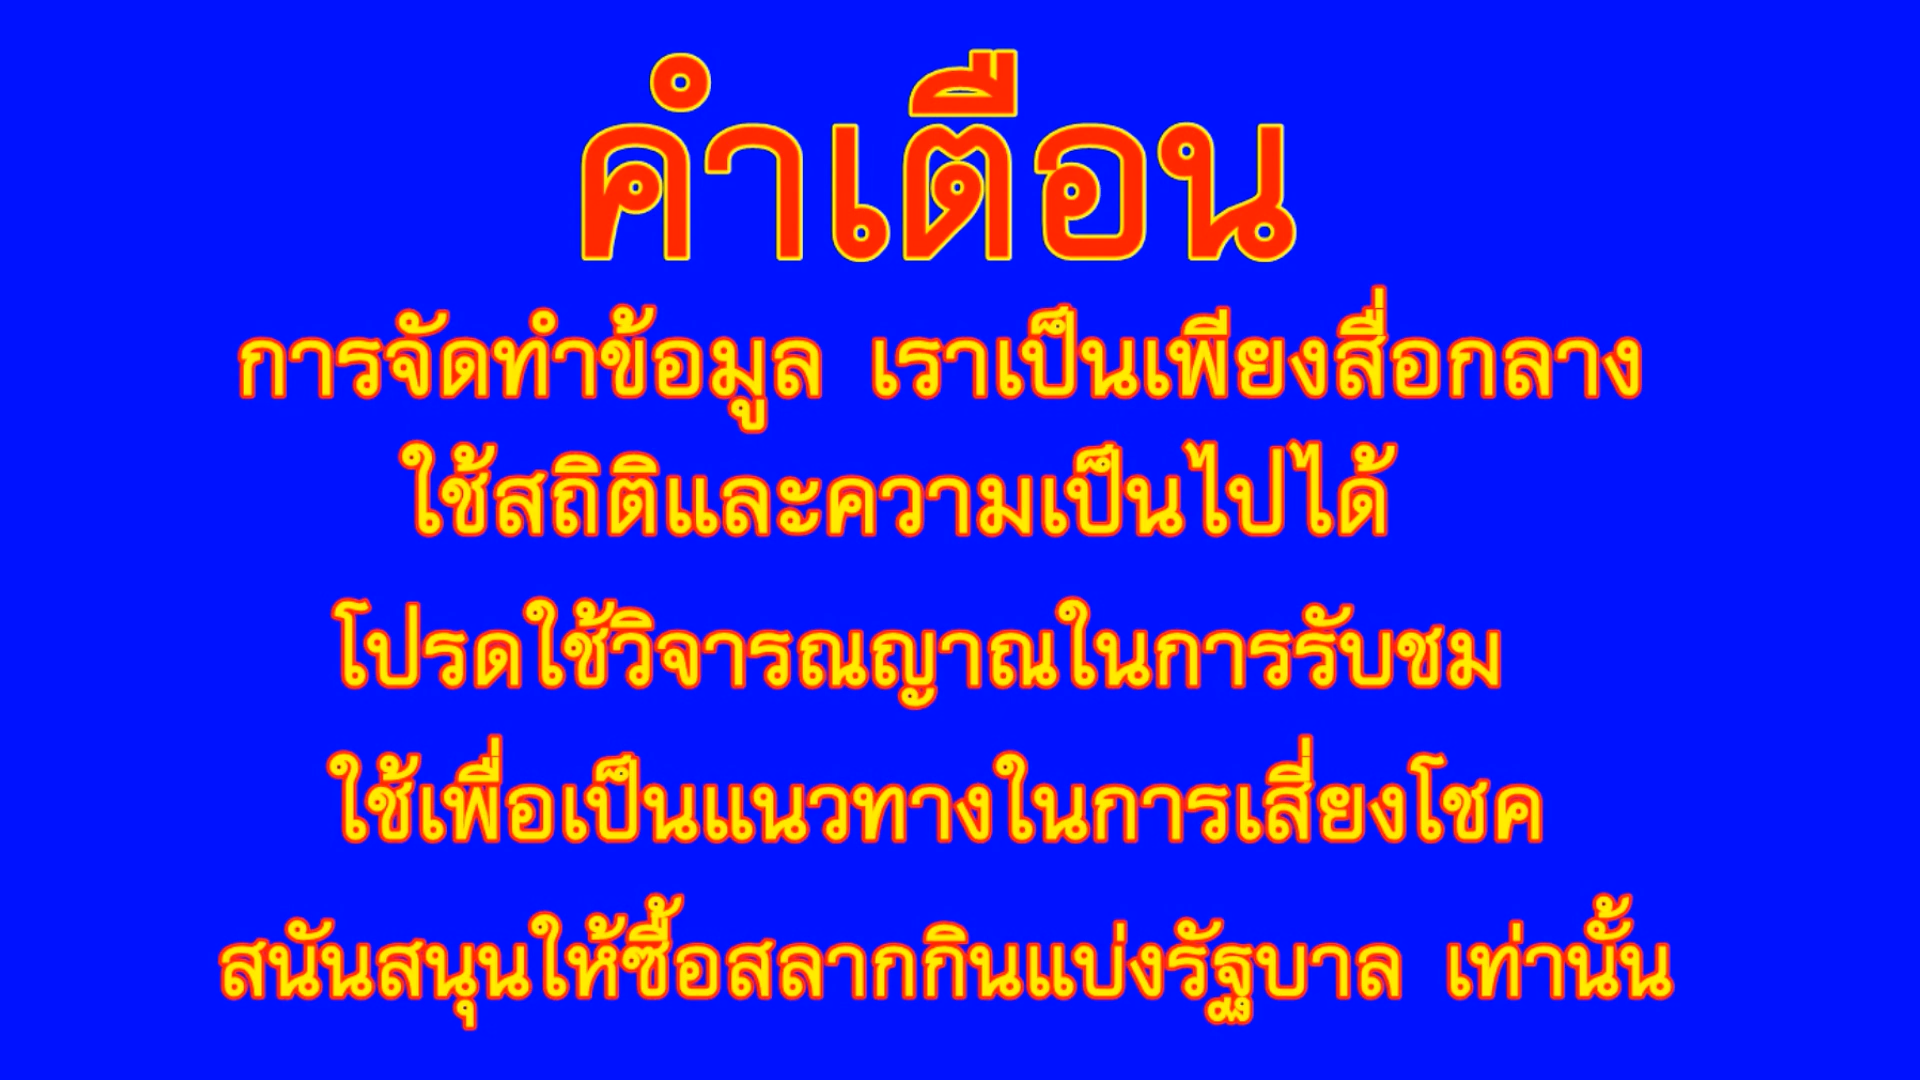 คำเตือน
การจัดทำข้อมูล เราเป็นเพียงสื่อกลาง
ใช้สถิติและความเป็นไปได้
โปรดใช้วิจารณญาณในการรับชม
ใช้เพื่อเป็นแนวทางในการเสี่ยงโชค
สนันสนุนให้ซื้อสลากกินแบ่งรัฐบาล เท่านั้น